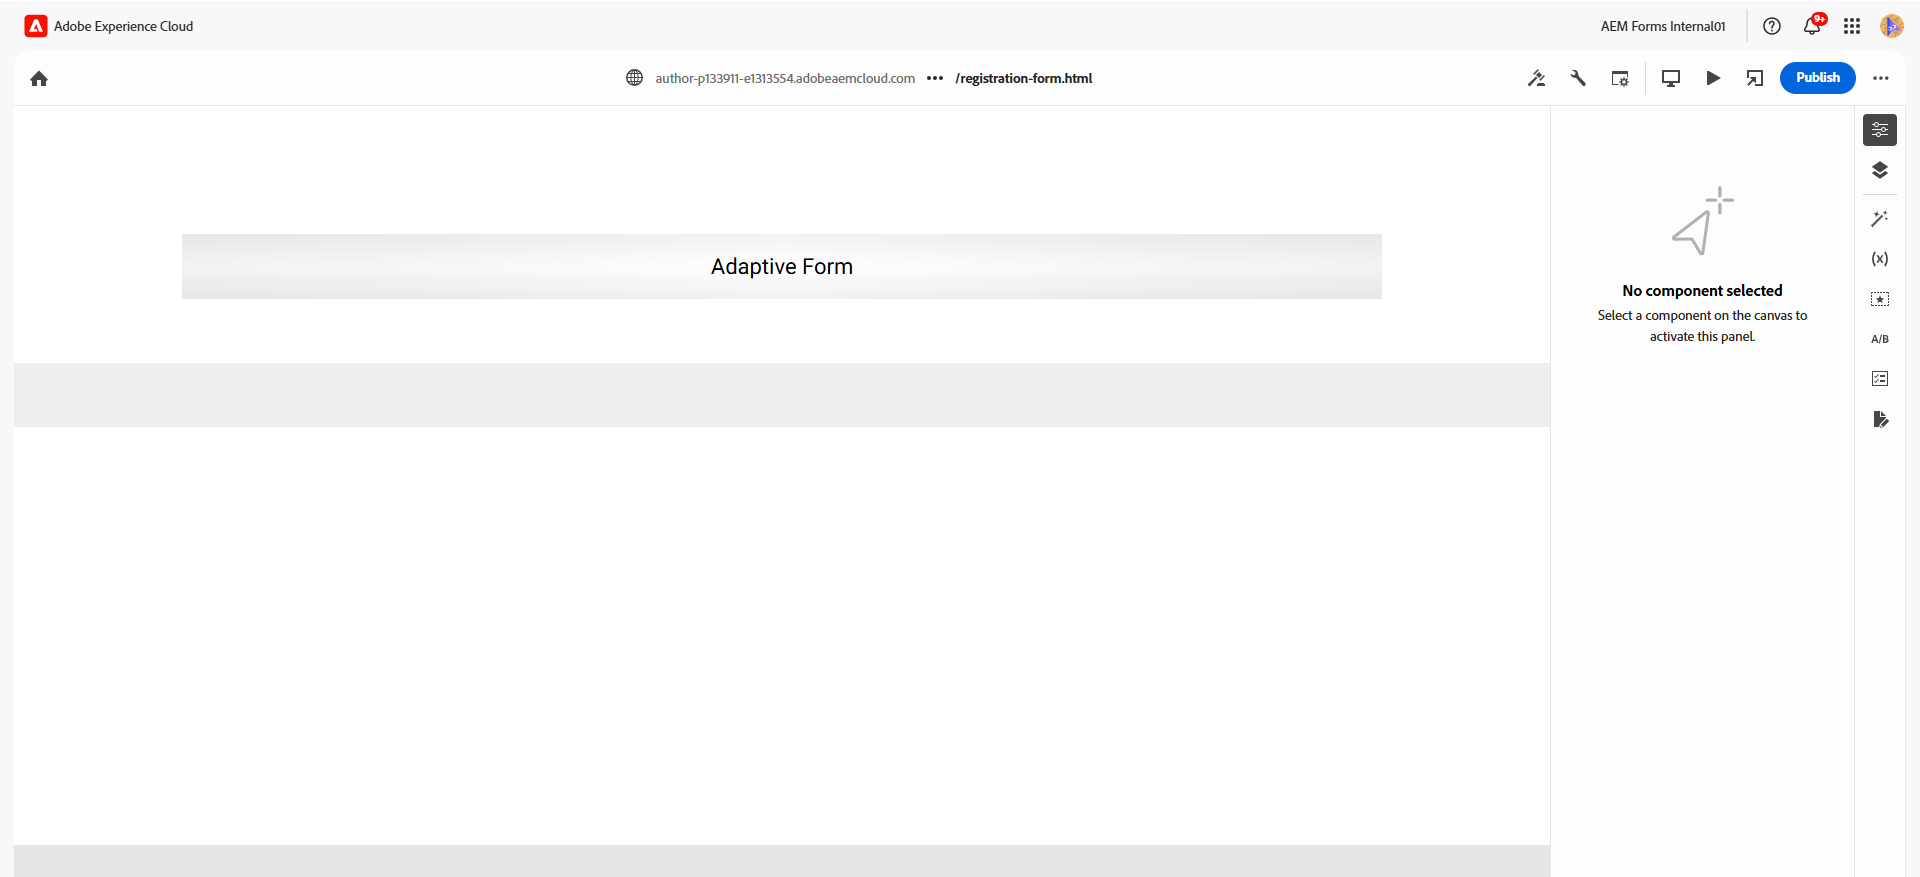 Adobe Experience Cloud
AEM Forms Internal01
9+
author-p133911-e1313554.adobeaemcloud.com ••• /registration-form.html
Publish
Adaptive Form
No component selected
Select a component on the canvas to
activate this panel.
(x)
A/B